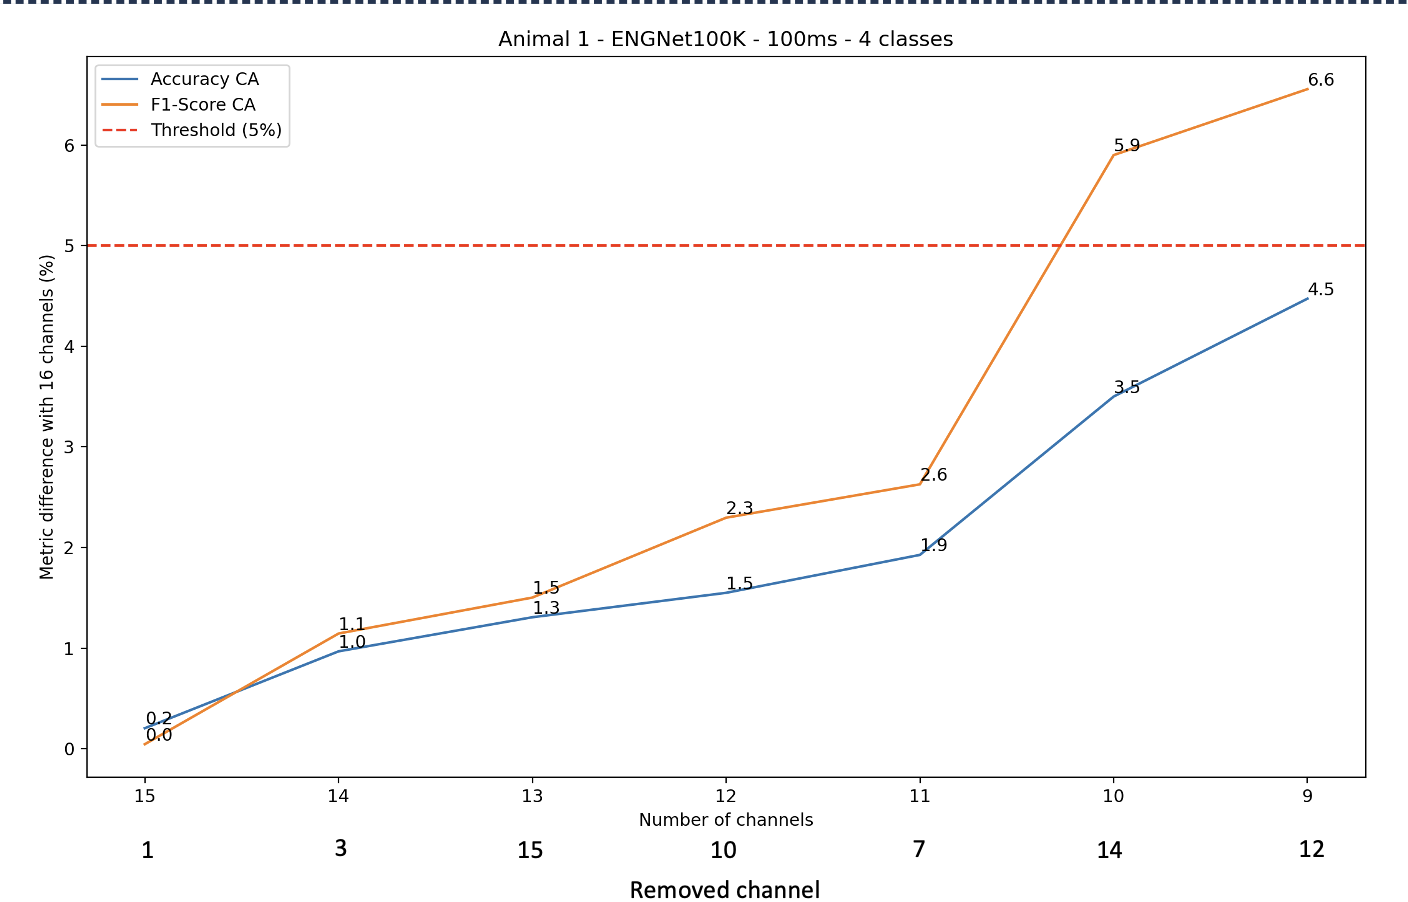 Animal 1 - ENGNet100K - 100ms - 4 classes
Accuracy CA
F1-Score CA
Threshold (5%)
Metric difference with 16 channels (%)
6
5
4
3
2
1
0
0.2
0.0
1.1
1.0
1.5
1.3
2.3
1.5
2.6
1.9
5.9
3.5
6.6
4.5
15 14 13 12 11 10 9
Number of channels
1 3 15 10 7 14 12
Removed channel